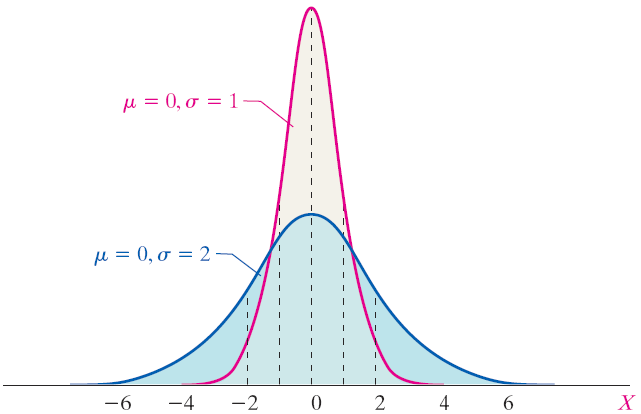 μ = 0, σ = 1
μ = 0, σ = 2
−6 −4 −2 0 2 4 6 X